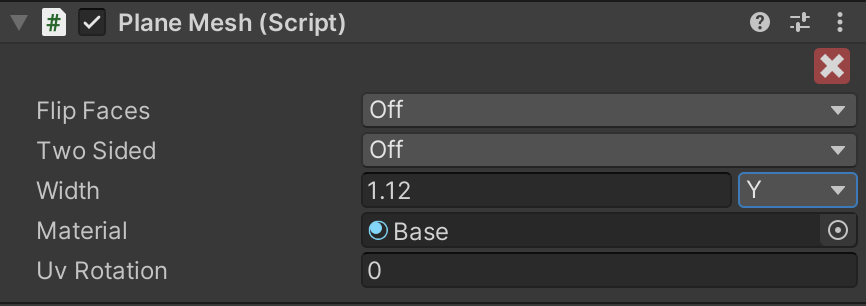 # Plane Mesh (Script)
Flip Faces Off
Two Sided Off
Width 1.12 Y
Material Base
Uv Rotation 0